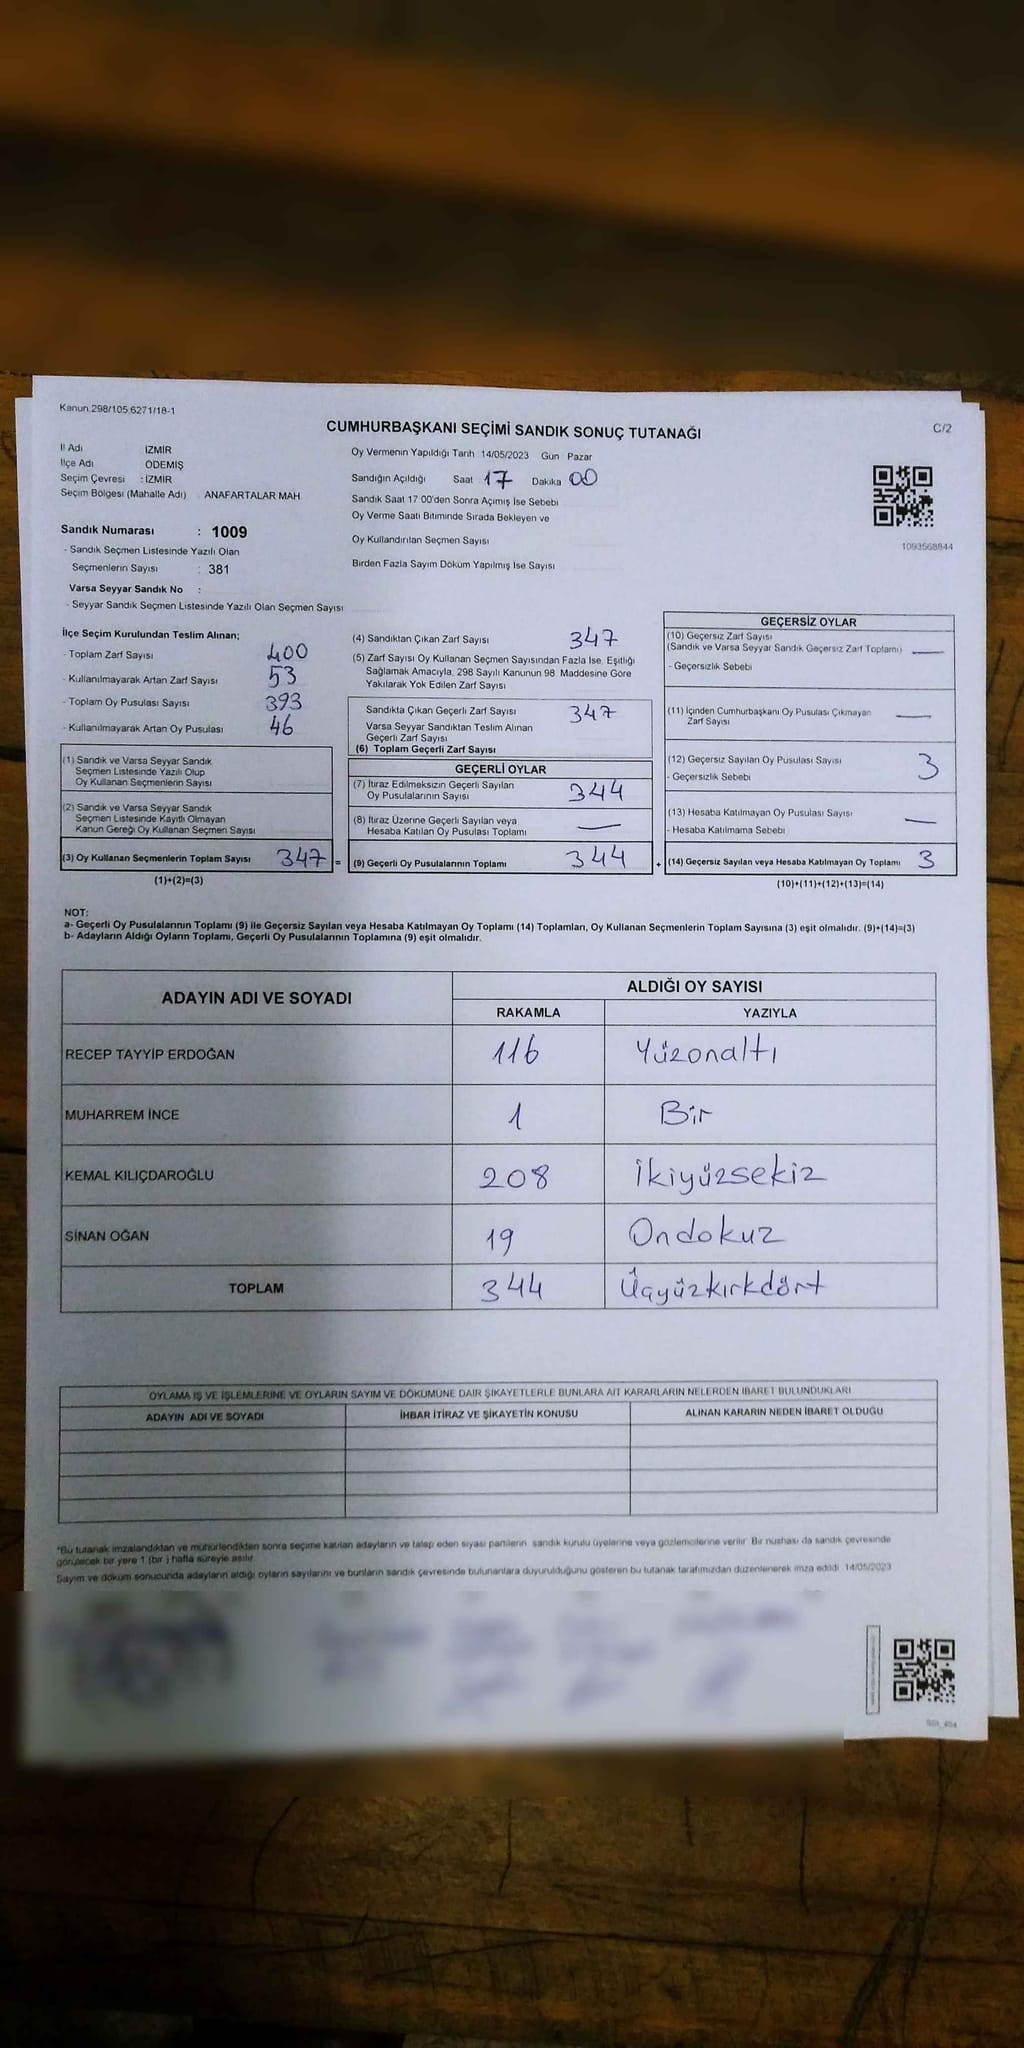 Kanun.298/105,6271/18-1
CUMHURBAŞKANI SEÇİMİ SANDIK SONUÇ TUTANAĞI
C/2
İl Adı İZMİR
İlçe Adı ÖDEMİŞ
Seçim Çevresi : İZMİR
Seçim Bölgesi (Mahalle Adı) ANAFARTALAR MAH.
Sandık Numarası : 1009
- Sandık Seçmen Listesinde Yazılı Olan
Seçmenlerin Sayısı : 381
Varsa Seyyar Sandık No :
- Seyyar Sandık Seçmen Listesinde Yazılı Olan Seçmen Sayısı
Oy Vermenin Yapıldığı Tarih 14/05/2023 Gün Pazar
Sandığın Açıldığı Saat 17 Dakika 00
Sandık Saat 17 00'den Sonra Açımış İse Sebebi
Oy Verme Saati Bitiminde Sırada Bekleyen ve
Oy Kullandırılan Seçmen Sayısı
Birden Fazla Sayım Döküm Yapılmış İse Sayısı
1093568844
İlçe Seçim Kurulundan Teslim Alınan;
- Toplam Zarf Sayısı 400
- Kullanılmayarak Artan Zarf Sayısı 53
- Toplam Oy Pusulası Sayısı 393
- Kullanılmayarak Artan Oy Pusulası 46
(1) Sandık ve Varsa Seyyar Sandık
Seçmen Listesinde Yazılı Olup
Oy Kullanan Seçmenlerin Sayısı
(2) Sandık ve Varsa Seyyar Sandık
Seçmen Listesinde Kayıtlı Olmayan
Kanun Gereği Oy Kullanan Seçmen Sayısı
(3) Oy Kullanan Seçmenlerin Toplam Sayısı 347 =
(1)+(2)=(3)
(4) Sandıktan Çıkan Zarf Sayısı 347
(5) Zarf Sayısı Oy Kullanan Seçmen Sayısından Fazla İse, Eşitliği
Sağlamak Amacıyla, 298 Sayılı Kanunun 98. Maddesine Göre
Yakılarak Yok Edilen Zarf Sayısı
Sandıkta Çıkan Geçerli Zarf Sayısı 347
Varsa Seyyar Sandıktan Teslim Alınan
Geçerli Zarf Sayısı
(6) Toplam Geçerli Zarf Sayısı
GEÇERLİ OYLAR
(7) İtiraz Edilmeksizin Geçerli Sayılan
Oy Pusulalarının Sayısı 344
(8) İtiraz Üzerine Geçerli Sayılan veya
Hesaba Katılan Oy Pusulası Toplamı —
(9) Geçerli Oy Pusulalarının Toplamı 344 +
GEÇERSİZ OYLAR
(10) Geçersiz Zarf Sayısı
(Sandık ve Varsa Seyyar Sandık Geçersiz Zarf Toplamı) —
- Geçersizlik Sebebi
(11) İçinden Cumhurbaşkanı Oy Pusulası Çıkmayan
Zarf Sayısı —
(12) Geçersiz Sayılan Oy Pusulası Sayısı 3
- Geçersizlik Sebebi
(13) Hesaba Katılmayan Oy Pusulası Sayısı —
- Hesaba Katılmama Sebebi
(14) Geçersiz Sayılan veya Hesaba Katılmayan Oy Toplamı 3
(10)+(11)+(12)+(13)=(14)
NOT:
a- Geçerli Oy Pusulalarının Toplamı (9) ile Geçersiz Sayılan veya Hesaba Katılmayan Oy Toplamı (14) Toplamları, Oy Kullanan Seçmenlerin Toplam Sayısına (3) eşit olmalıdır. (9)+(14)=(3)
b- Adayların Aldığı Oyların Toplamı, Geçerli Oy Pusulalarının Toplamına (9) eşit olmalıdır.
ADAYIN ADI VE SOYADI ALDIĞI OY SAYISI
RAKAMLA YAZIYLA
RECEP TAYYİP ERDOĞAN 116 Yüzonaltı
MUHARREM İNCE 1 Bir
KEMAL KILIÇDAROĞLU 208 İkiyüzsekiz
SİNAN OĞAN 19 Ondokuz
TOPLAM 344 Üçyüzkırkdört
OYLAMA İŞ VE İŞLEMLERİNE VE OYLARIN SAYIM VE DÖKÜMÜNE DAİR ŞİKAYETLERLE BUNLARA AİT KARARLARIN NELERDEN İBARET BULUNDUKLARI
ADAYIN ADI VE SOYADI İHBAR İTİRAZ VE ŞİKAYETİN KONUSU ALINAN KARARIN NEDEN İBARET OLDUĞU
*Bu tutanak imzalandıktan ve mühürlendikten sonra seçime katılan adayların ve talep eden siyasi partilerin sandık kurulu üyelerine veya gözlemcilerine verilir. Bir nüshası da sandık çevresinde
görülecek bir yere 1 (bir ) hafta süreyle asılır.
Sayım ve döküm sonucunda adayların aldığı oyların sayılarını ve bunların sandık çevresinde bulunanlara duyurulduğunu gösteren bu tutanak tarafımızdan düzenlenerek imza edildi 14/05/2023